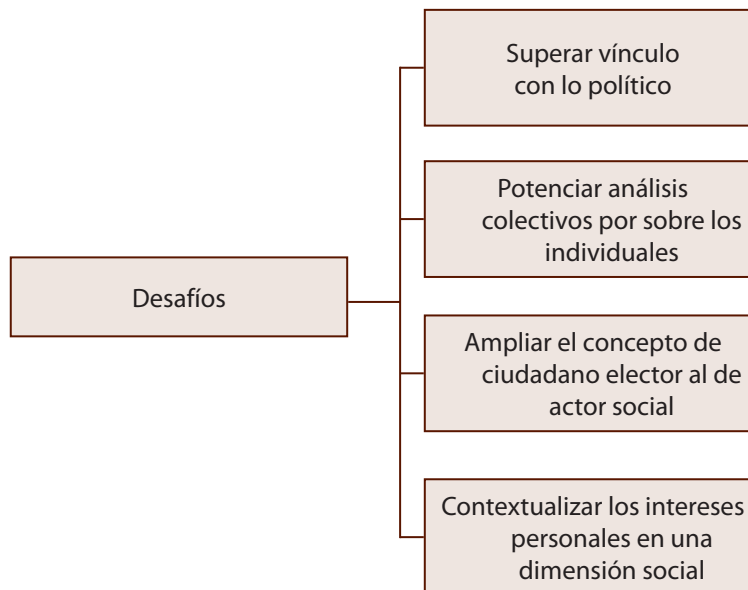 Superar vínculo
con lo político
Potenciar análisis
colectivos por sobre los
individuales
Desafíos
Ampliar el concepto de
ciudadano elector al de
actor social
Contextualizar los intereses
personales en una
dimensión social